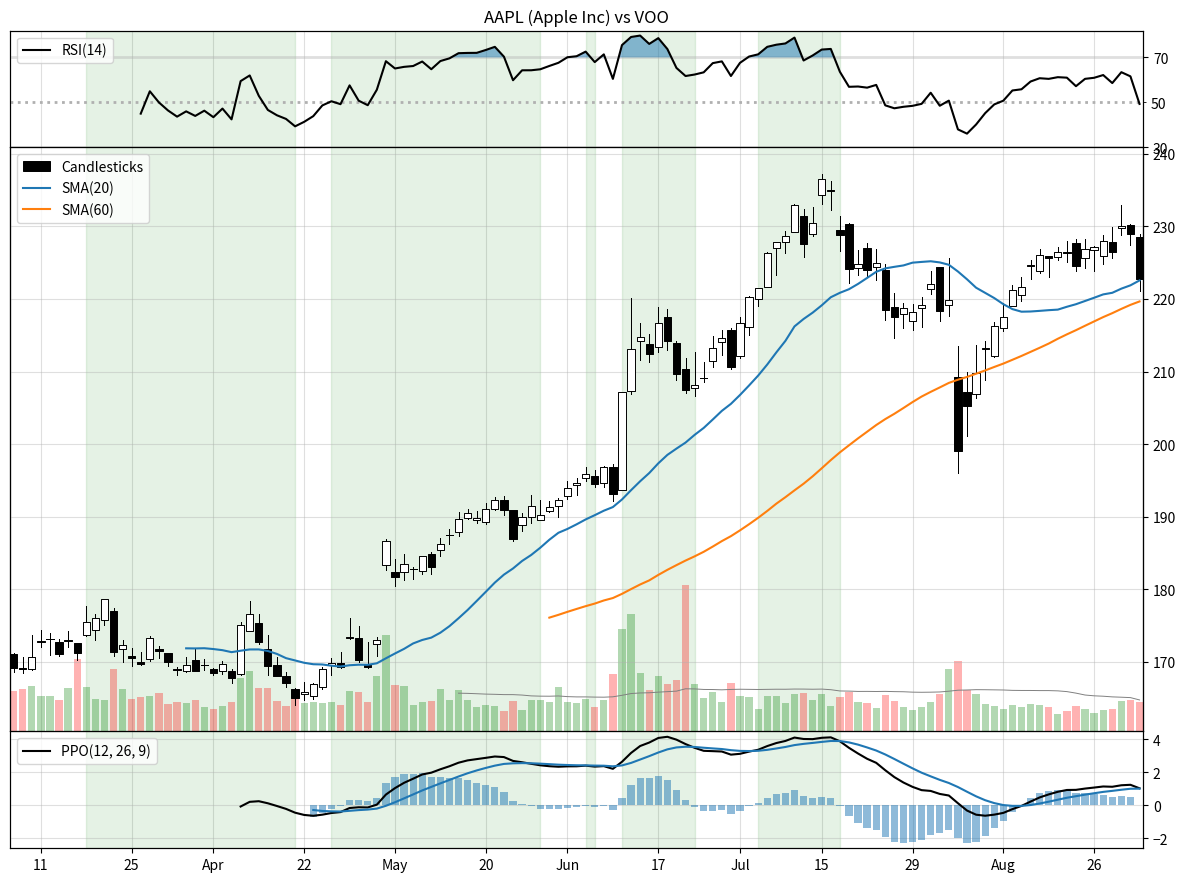 AAPL (Apple Inc) vs VOO
RSI(14)
70
50
30
Candlesticks
SMA(20)
SMA(60)
240
230
220
210
200
190
180
170
PPO(12, 26, 9)
4
2
0
−2
11 25 Apr 22 May 20 Jun 17 Jul 15 29 Aug 26